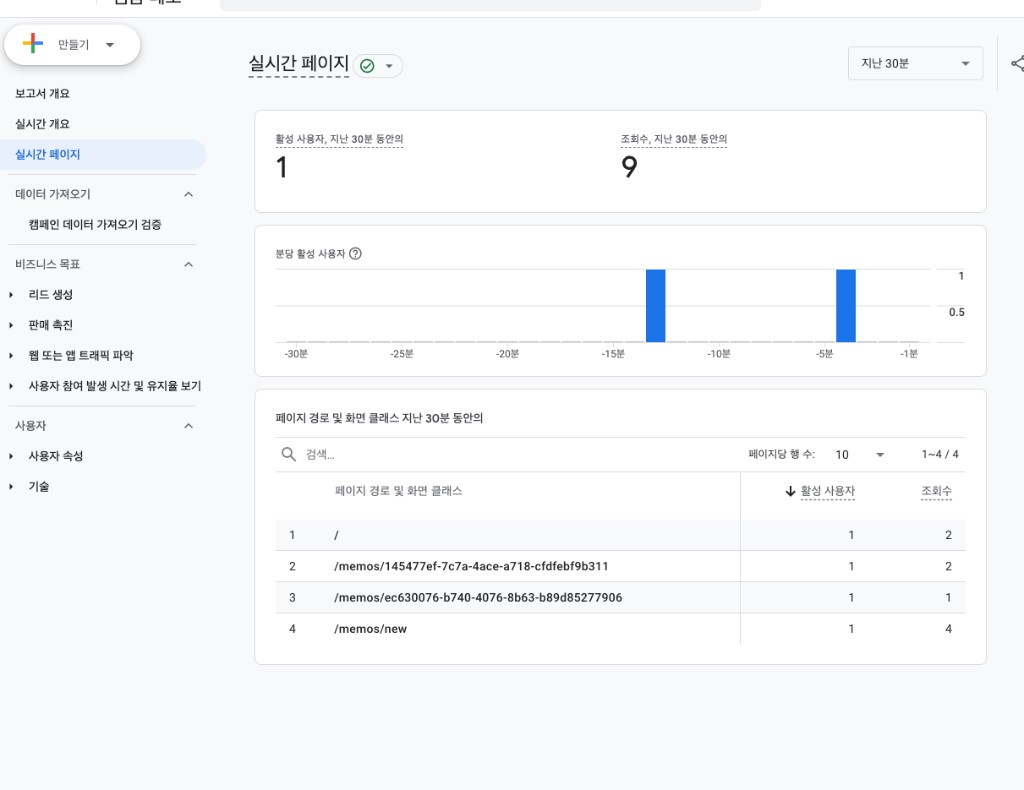 만들기
보고서 개요
실시간 개요
실시간 페이지
데이터 가져오기
캠페인 데이터 가져오기 검증
비즈니스 목표
리드 생성
판매 촉진
웹 또는 앱 트래픽 파악
사용자 참여 발생 시간 및 유지율 보기
사용자
사용자 속성
기술
실시간 페이지
지난 30분
활성 사용자, 지난 30분 동안의
1
조회수, 지난 30분 동안의
9
분당 활성 사용자
1
0.5
-30분 -25분 -20분 -15분 -10분 -5분 -1분
페이지 경로 및 화면 클래스 지난 30분 동안의
검색... 페이지당 행 수: 10 1~4 / 4
페이지 경로 및 화면 클래스 활성 사용자 조회수
1 / 1 2
2 /memos/145477ef-7c7a-4ace-a718-cfdfebf9b311 1 2
3 /memos/ec630076-b740-4076-8b63-b89d85277906 1 1
4 /memos/new 1 4